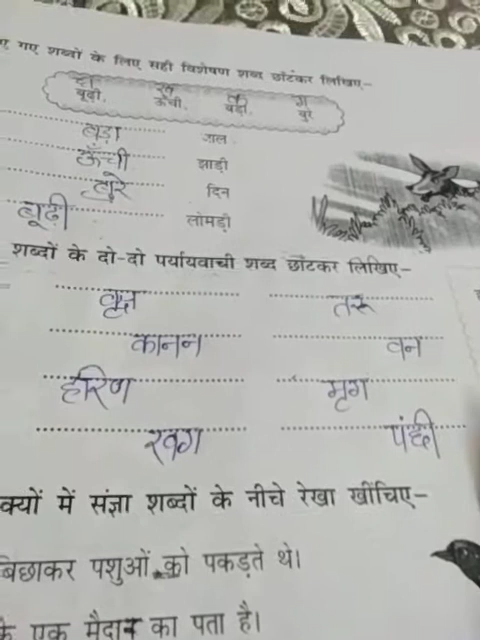 ए गए शब्दों के लिए सही विशेषण शब्द छाँटकर लिखिए–
बूढ़ी, ऊँची, बड़ा, बुरे
बड़ा जाल
ऊँची झाड़ी
बुरे दिन
बूढ़ी लोमड़ी
शब्दों के दो-दो पर्यायवाची शब्द छाँटकर लिखिए–
वृक्ष तरू
कानन वन
हरिण मृग
खग पंछी
क्यों में संज्ञा शब्दों के नीचे रेखा खींचिए–
बिछाकर पशुओं को पकड़ते थे।
के एक मैदान का पता है।